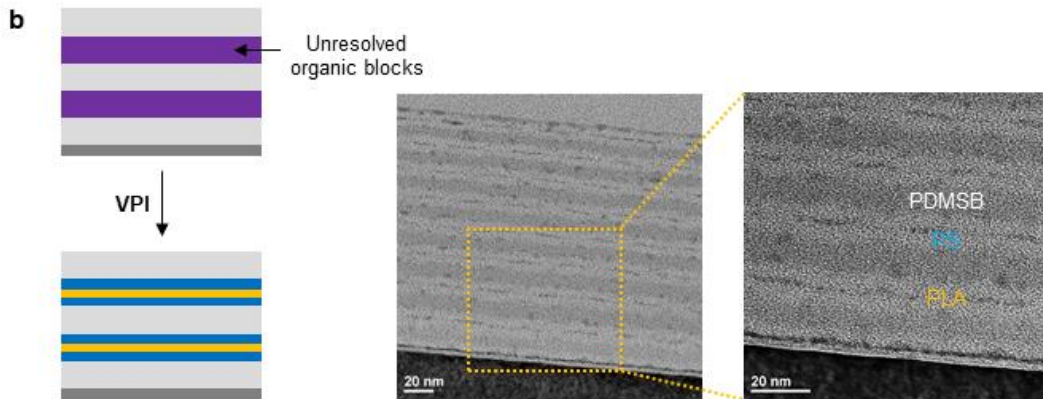 b
Unresolved
organic blocks
VPI
PDMSB
PS
PLA
20 nm
20 nm